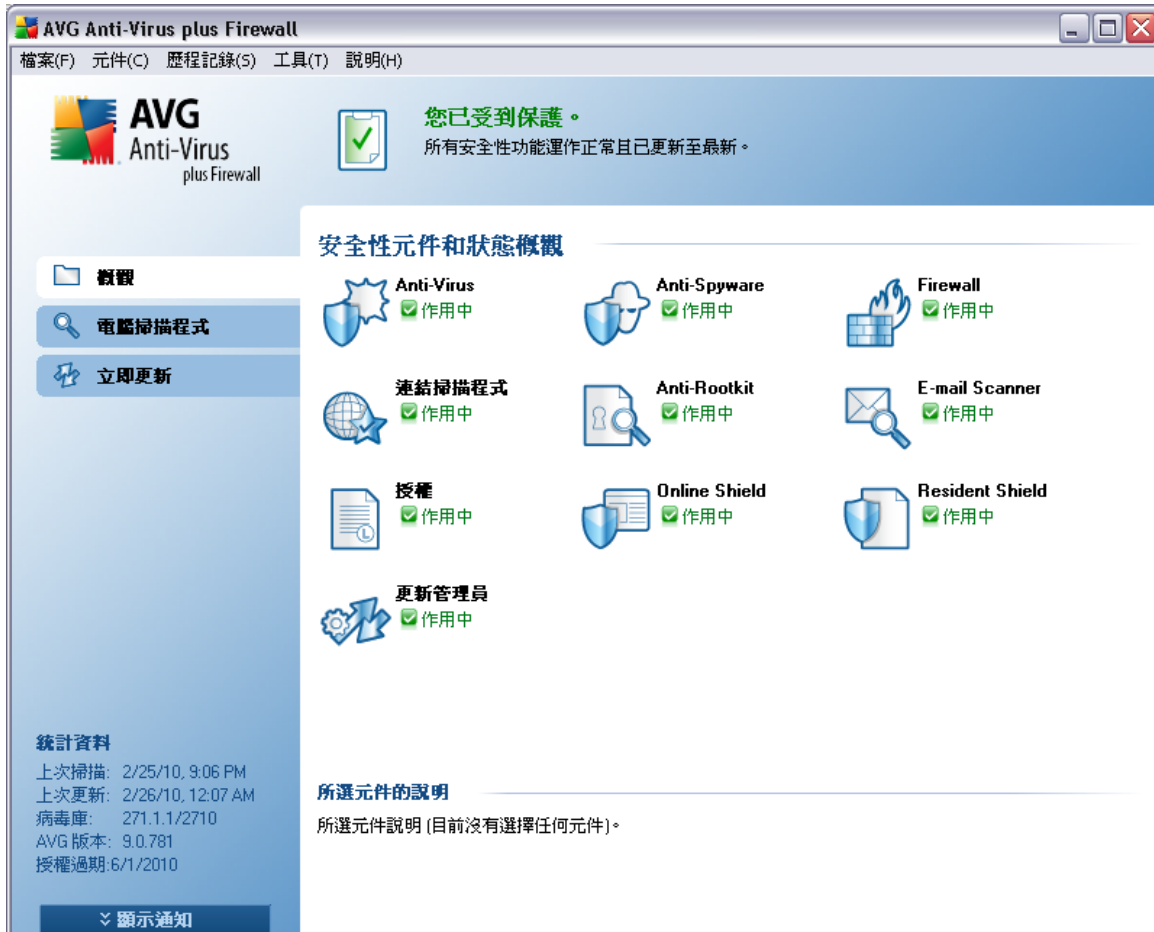 AVG Anti-Virus plus Firewall
檔案(F) 元件(C) 歷程記錄(S) 工具(T) 說明(H)
AVG
Anti-Virus
plus Firewall
您已受到保護。
所有安全性功能運作正常且已更新至最新。
概觀
電腦掃描程式
立即更新
安全性元件和狀態概觀
Anti-Virus
作用中
Anti-Spyware
作用中
Firewall
作用中
連結掃描程式
作用中
Anti-Rootkit
作用中
E-mail Scanner
作用中
授權
作用中
Online Shield
作用中
Resident Shield
作用中
更新管理員
作用中
統計資料
上次掃描: 2/25/10, 9:06 PM
上次更新: 2/26/10, 12:07 AM
病毒庫: 271.1.1/2710
AVG 版本: 9.0.781
授權過期:6/1/2010
顯示通知
所選元件的說明
所選元件說明 (目前沒有選擇任何元件)。